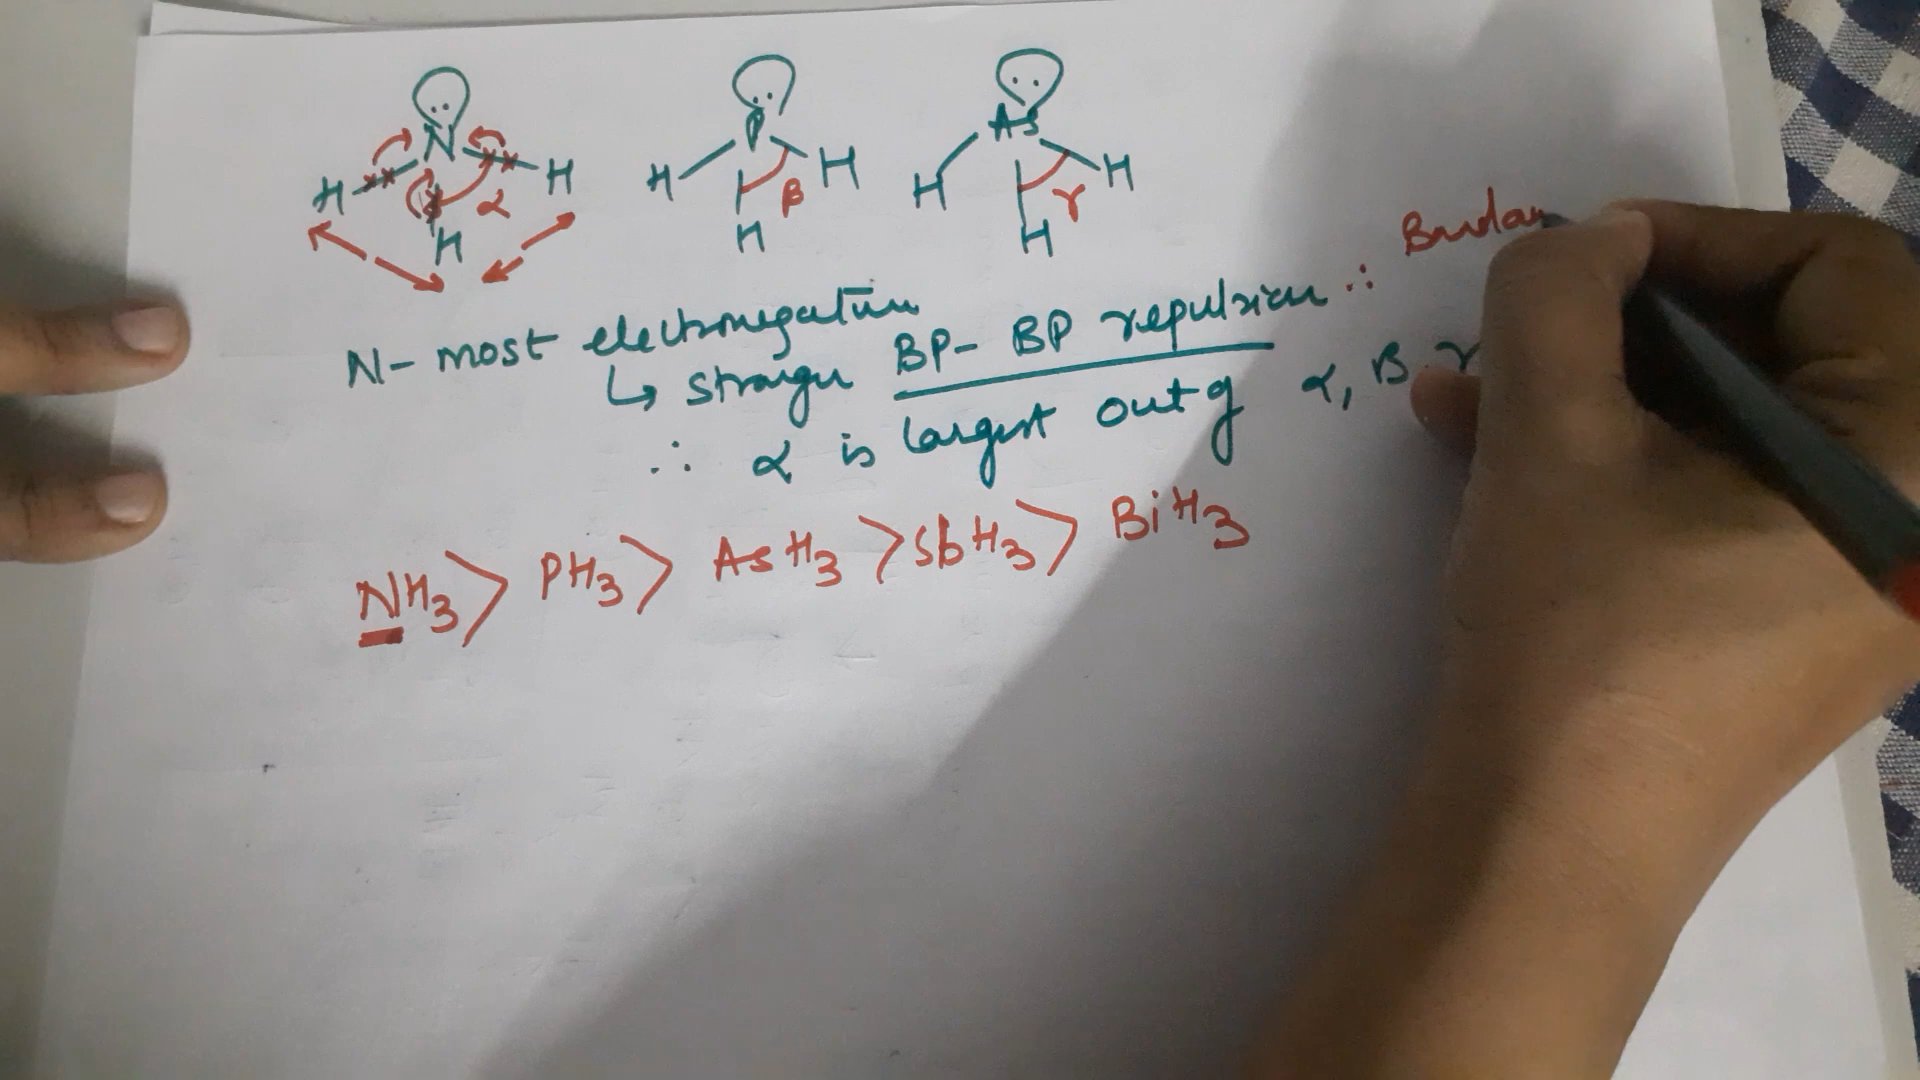 N P As
H H H H H H
α β γ
H H H
N- most electronegative
↳ stronger BP- BP repulsion ∴
∴ α is largest out of α, B γ
NH3 > PH3 > AsH3 > SbH3 > BiH3